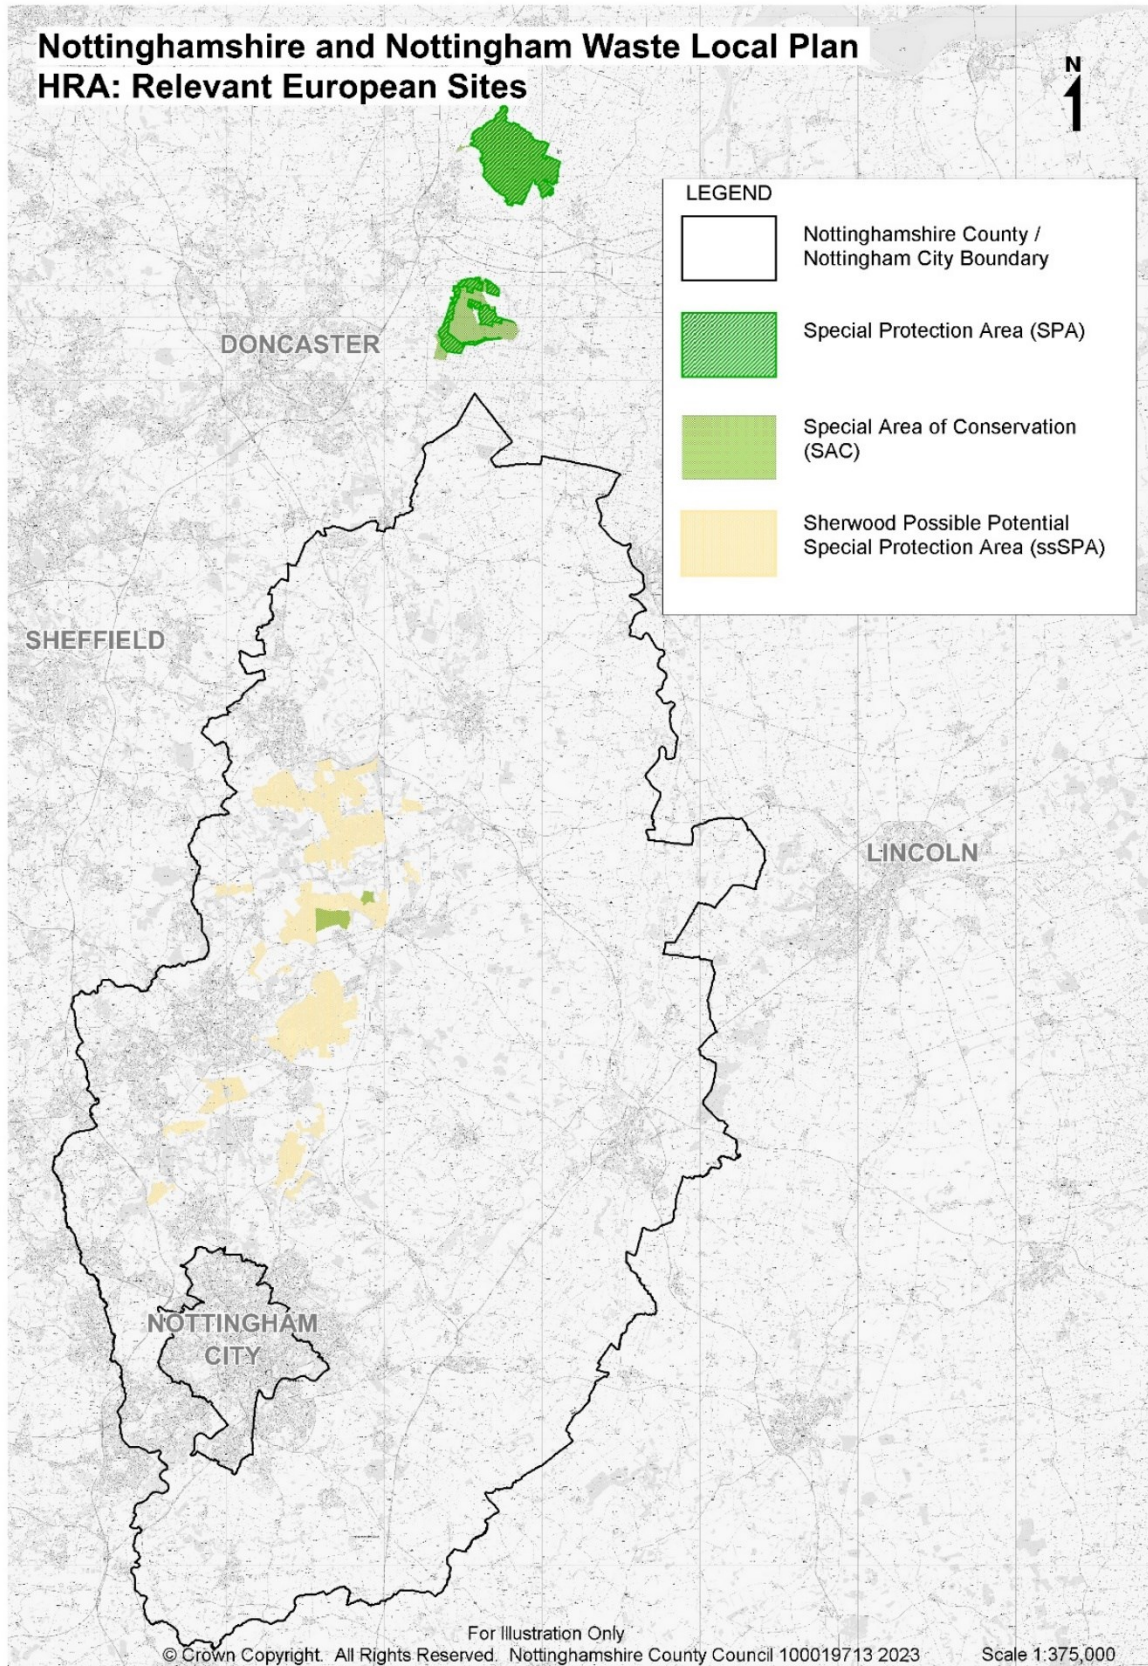 Nottinghamshire and Nottingham Waste Local Plan
HRA: Relevant European Sites
N
LEGEND
Nottinghamshire County /
Nottingham City Boundary
Special Protection Area (SPA)
Special Area of Conservation
(SAC)
Sherwood Possible Potential
Special Protection Area (ssSPA)
DONCASTER
SHEFFIELD
LINCOLN
NOTTINGHAM
CITY
For Illustration Only
© Crown Copyright. All Rights Reserved. Nottinghamshire County Council 100019713 2023
Scale 1:375,000